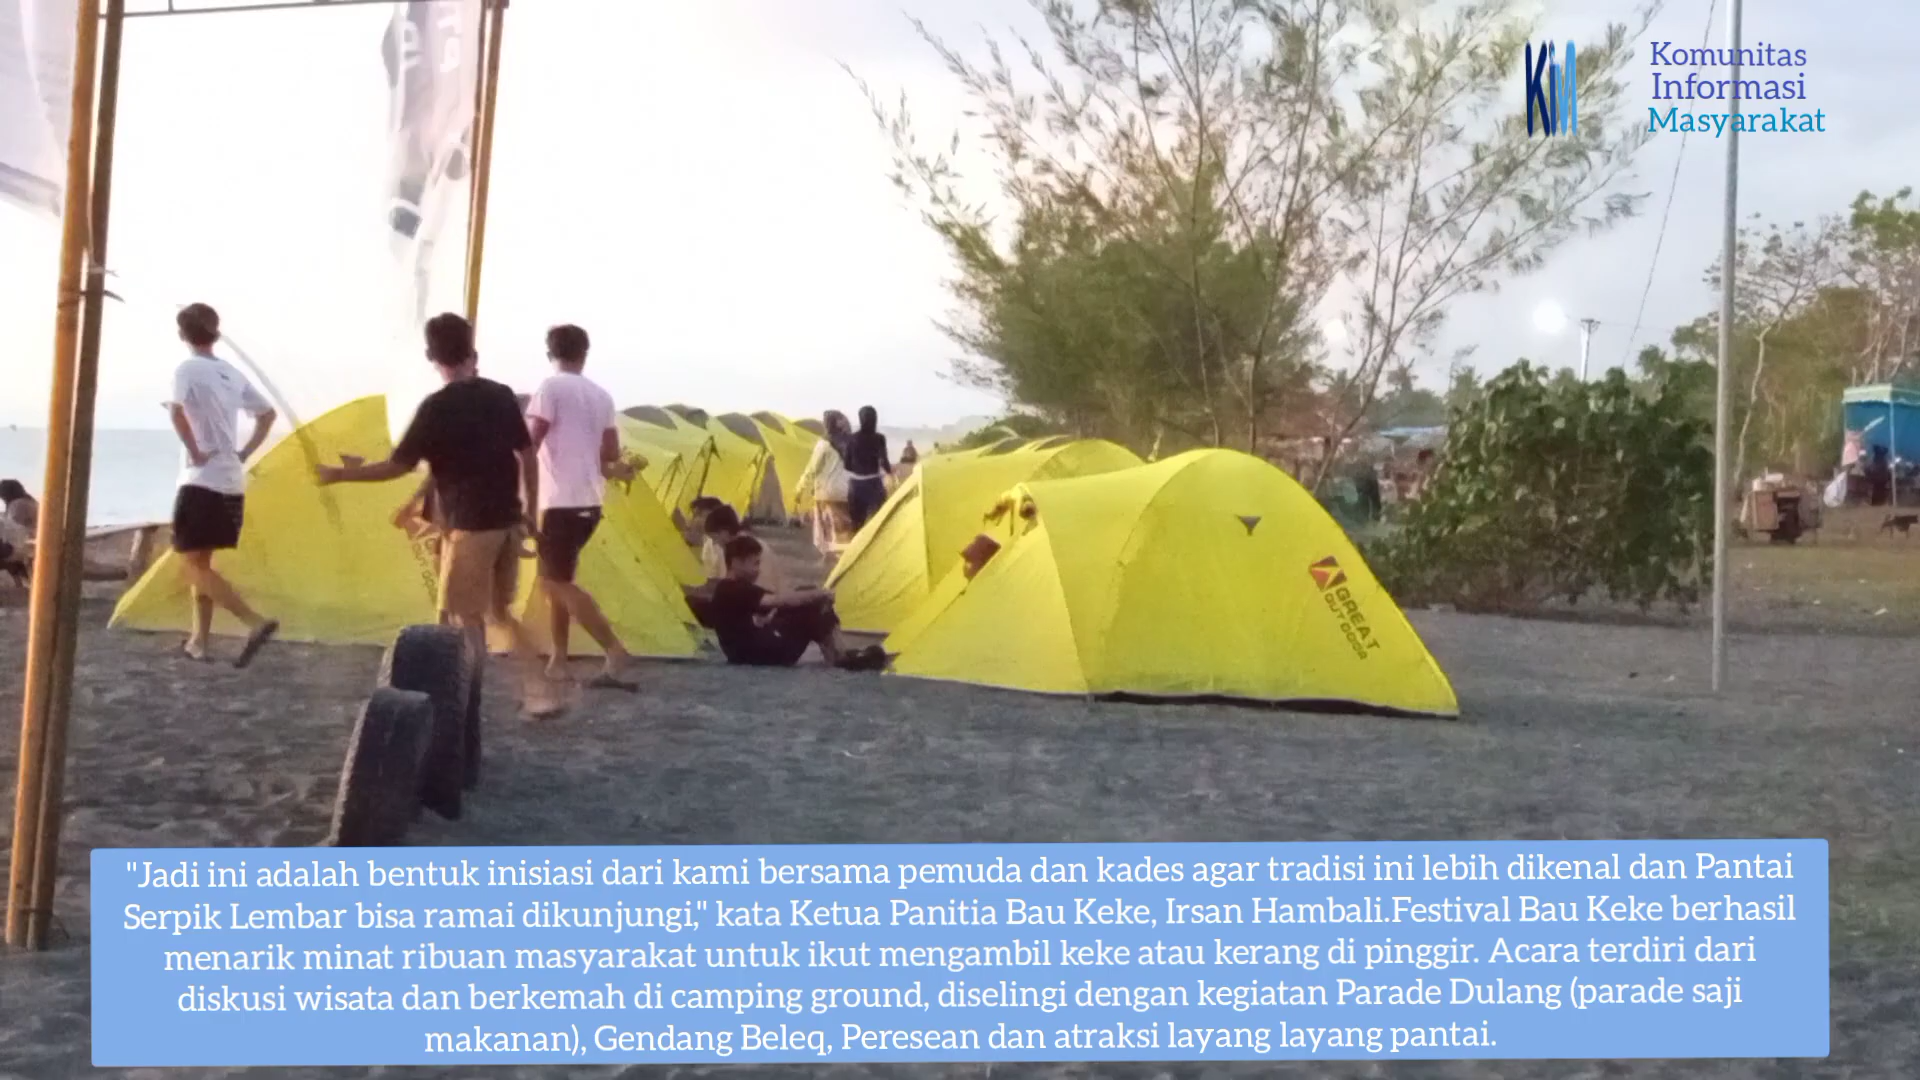 KIM
Komunitas
Informasi
Masyarakat
GREAT
OUTDOOR
"Jadi ini adalah bentuk inisiasi dari kami bersama pemuda dan kades agar tradisi ini lebih dikenal dan Pantai
Serpik Lembar bisa ramai dikunjungi," kata Ketua Panitia Bau Keke, Irsan Hambali.Festival Bau Keke berhasil
menarik minat ribuan masyarakat untuk ikut mengambil keke atau kerang di pinggir. Acara terdiri dari
diskusi wisata dan berkemah di camping ground, diselingi dengan kegiatan Parade Dulang (parade saji
makanan), Gendang Beleq, Peresean dan atraksi layang layang pantai.